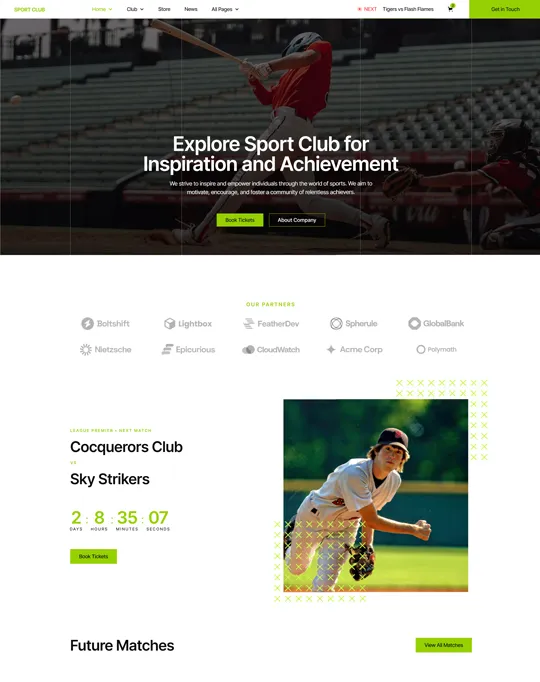 SPORT CLUB
Home Club Store News All Pages
NEXT Tigers vs Flash Flames
Get in Touch
Explore Sport Club for
Inspiration and Achievement
We strive to inspire and empower individuals through the world of sports. We aim to
motivate, encourage, and foster a community of relentless achievers.
Book Tickets About Company
OUR PARTNERS
Boltshift Lightbox FeatherDev Spherule GlobalBank
Nietzsche Epicurious CloudWatch Acme Corp Polymath
LEAGUE PREMIER • NEXT MATCH
Cocquerors Club
VS
Sky Strikers
2 : 8 : 35 : 07
DAYS HOURS MINUTES SECONDS
Book Tickets
Future Matches
View All Matches